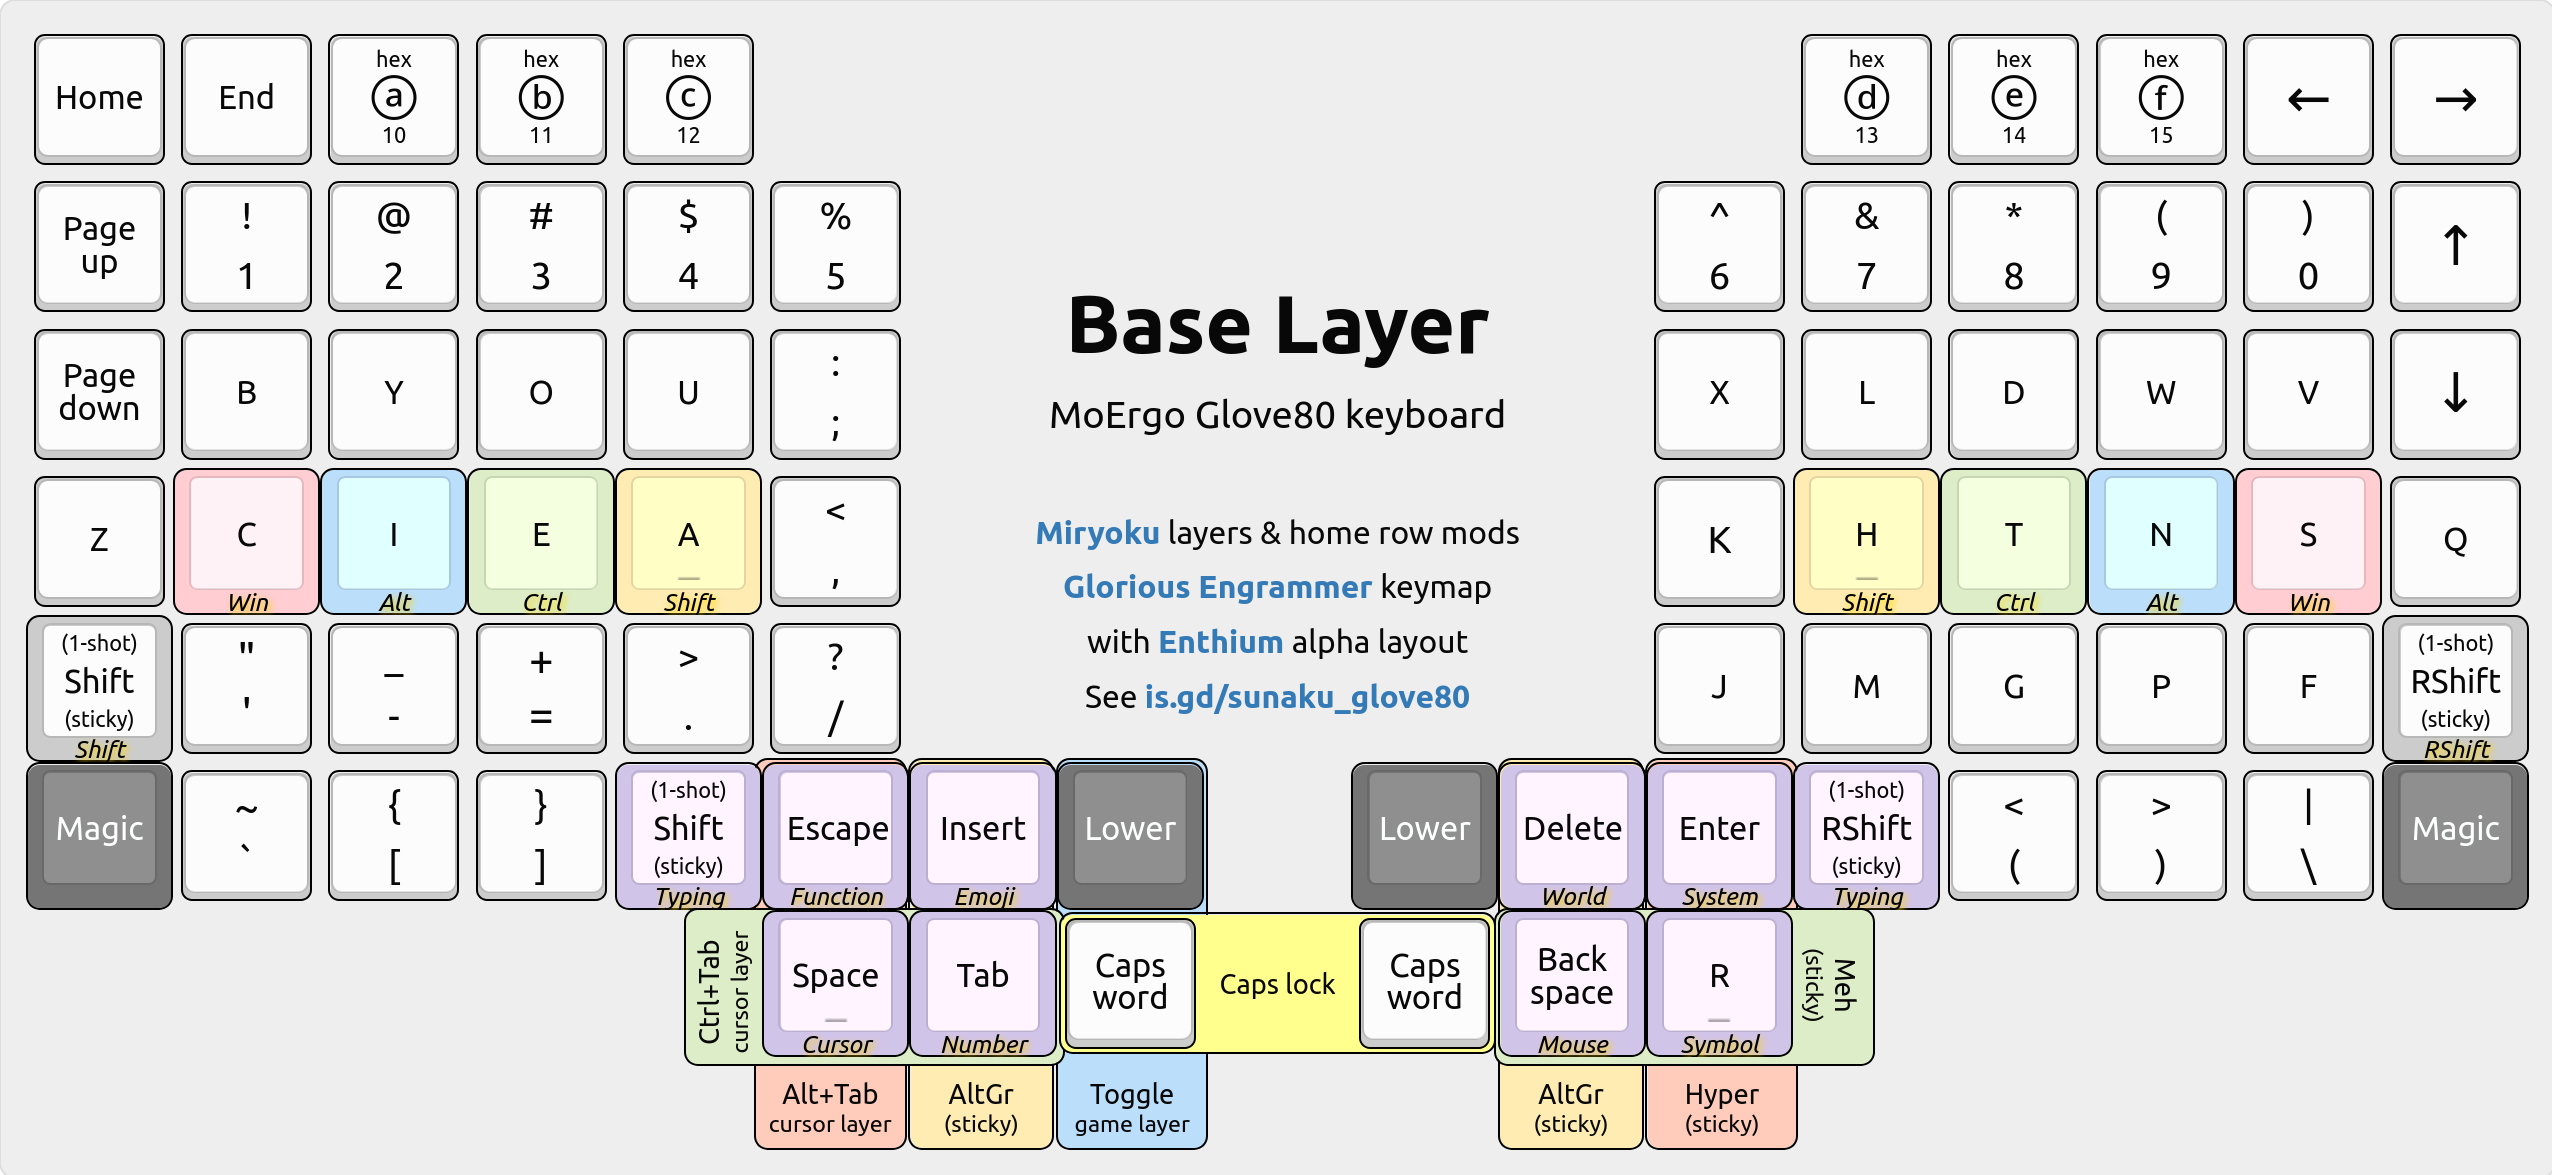 Home End hex hex hex hex hex hex ← →
ⓐ ⓑ ⓒ ⓓ ⓔ ⓕ
10 11 12 13 14 15
Page up ! @ # $ % ^ & * ( ) ↑
1 2 3 4 5 6 7 8 9 0
Base Layer
Page down B Y O U : ; X L D W V ↓
MoErgo Glove80 keyboard
Z C I E A _ < , K H _ T N S Q
Win Alt Ctrl Shift Shift Ctrl Alt Win
Miryoku layers & home row mods
Glorious Engrammer keymap
with Enthium alpha layout
See is.gd/sunaku_glove80
(1-shot) Shift (sticky) Shift " ' _ - + = > . ? / J M G P F (1-shot) RShift (sticky) RShift
Magic ~ ` { [ } ] (1-shot) Shift (sticky) Typing Escape Function Insert Emoji Lower Lower Delete World Enter System (1-shot) RShift (sticky) Typing < ( > ) | \ Magic
Ctrl+Tab cursor layer Space _ Cursor Tab Number Caps word Caps lock Caps word Back space Mouse R _ Symbol Meh (sticky)
Alt+Tab AltGr Toggle AltGr Hyper
cursor layer (sticky) game layer (sticky) (sticky)